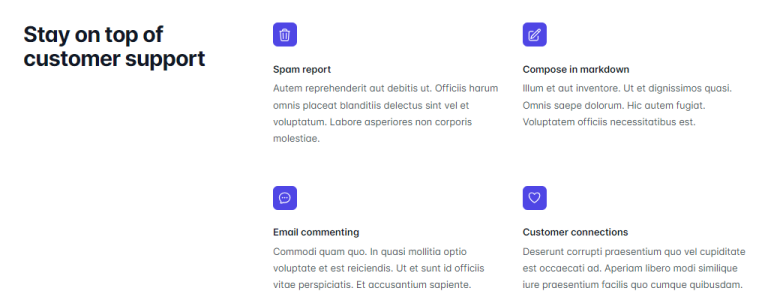 Stay on top of
customer support
Spam report
Autem reprehenderit aut debitis ut. Officiis harum
omnis placeat blanditiis delectus sint vel et
voluptatum. Labore asperiores non corporis
molestiae.
Compose in markdown
Illum et aut inventore. Ut et dignissimos quasi.
Omnis saepe dolorum. Hic autem fugiat.
Voluptatem officiis necessitatibus est.
Email commenting
Commodi quam quo. In quasi mollitia optio
voluptate et est reiciendis. Ut et sunt id officiis
vitae perspiciatis. Et accusantium sapiente.
Customer connections
Deserunt corrupti praesentium quo vel cupiditate
est occaecati ad. Aperiam libero modi similique
iure praesentium facilis quo cumque quibusdam.